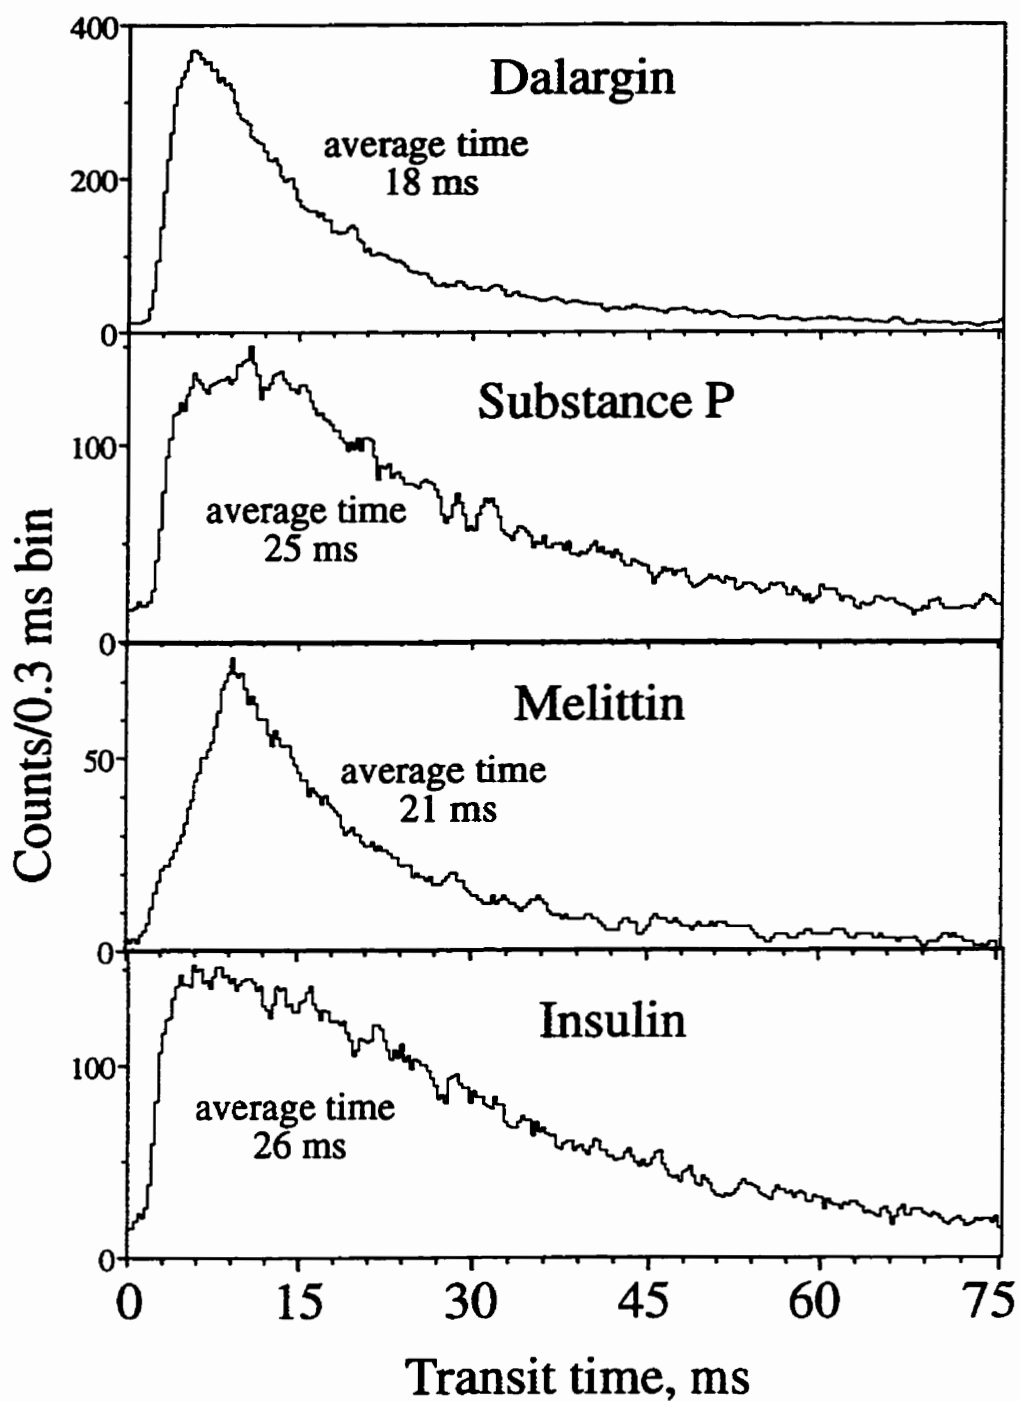 400
Dalargin
average time
18 ms
200
0
Substance P
100
average time
25 ms
0
Melittin
50
average time
21 ms
0
Insulin
100
average time
26 ms
0
Counts/0.3 ms bin
0 15 30 45 60 75
Transit time, ms